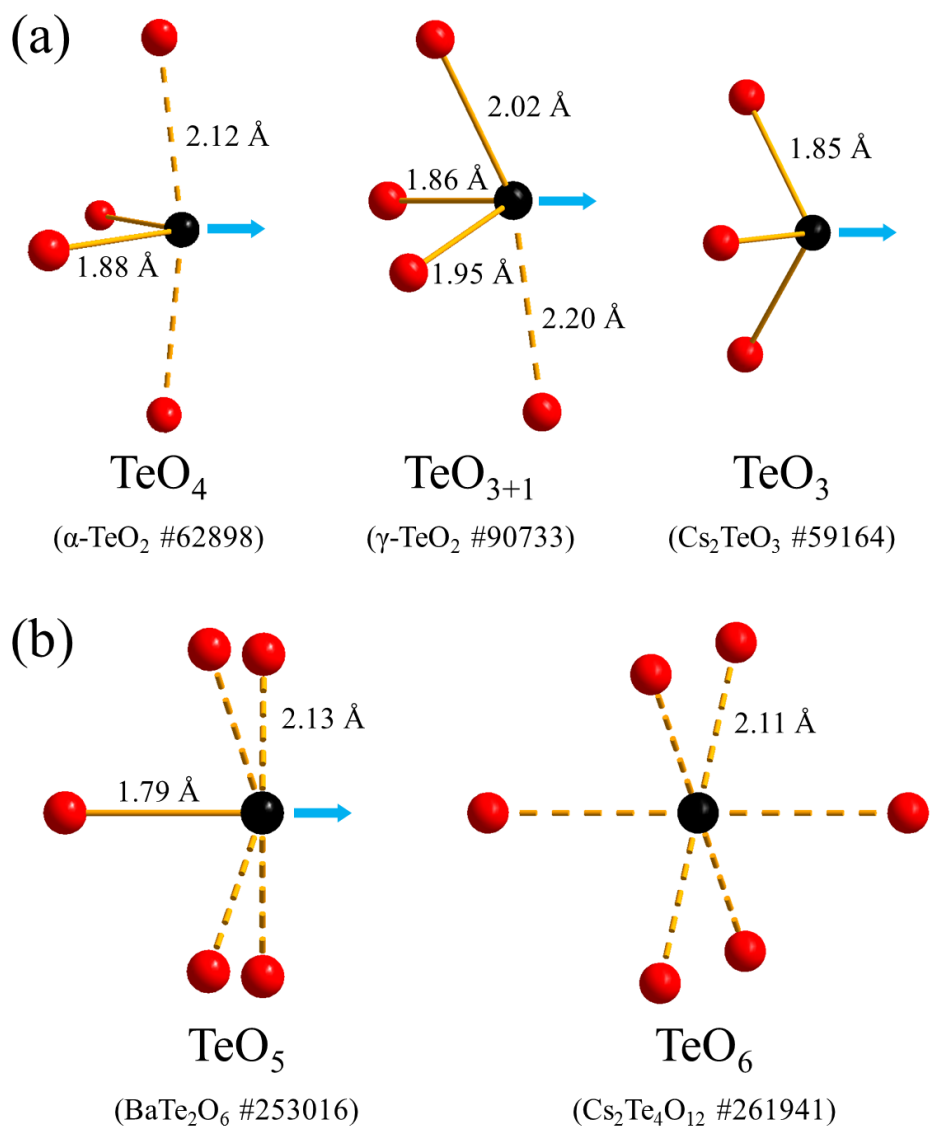 (a)
2.12 Å
1.88 Å
2.02 Å
1.86 Å
1.95 Å
2.20 Å
1.85 Å
TeO₄
TeO₃₊₁
TeO₃
(α-TeO₂ #62898)
(γ-TeO₂ #90733)
(Cs₂TeO₃ #59164)
(b)
2.13 Å
1.79 Å
2.11 Å
TeO₅
TeO₆
(BaTe₂O₆ #253016)
(Cs₂Te₄O₁₂ #261941)